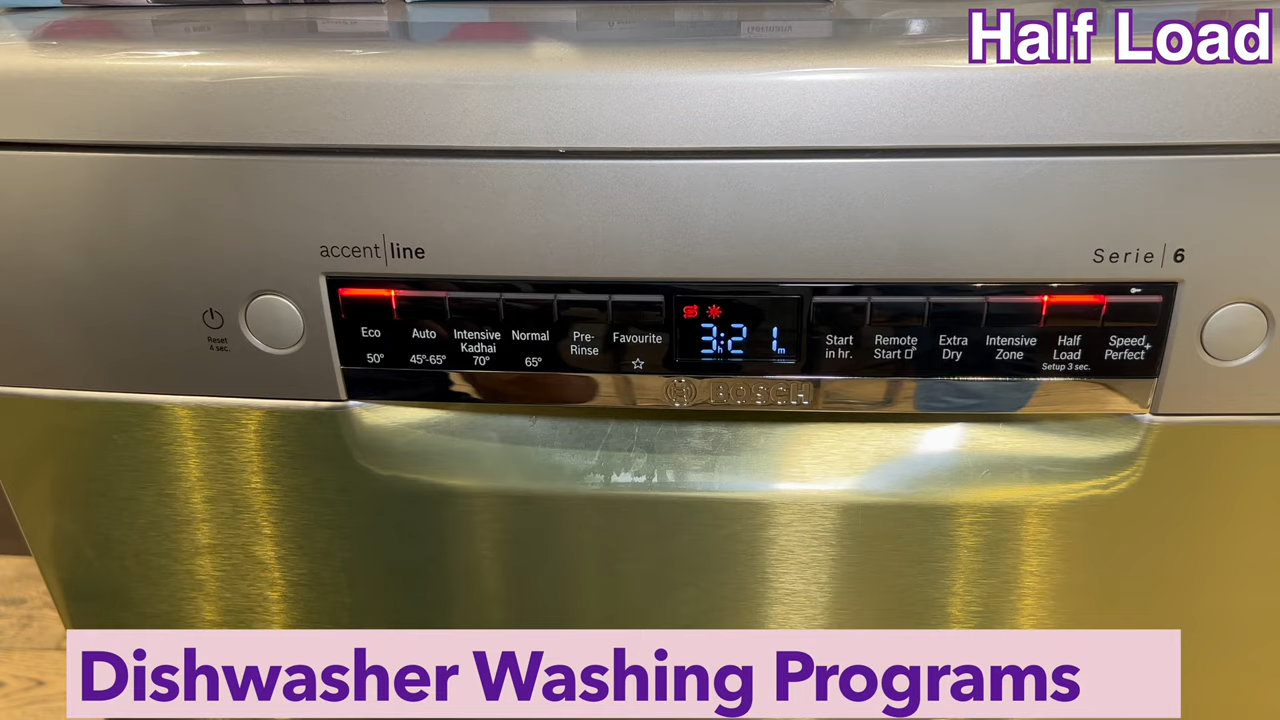 Half Load
accent|line
Serie|6
Reset
4 sec.
Eco
50°
Auto
45°-65°
Intensive
Kadhai
70°
Normal
65°
Pre-
Rinse
Favourite
3h:21m
Start
in hr.
Remote
Start
Extra
Dry
Intensive
Zone
Half
Load
Setup 3 sec.
Speed
Perfect+
BOSCH
Dishwasher Washing Programs